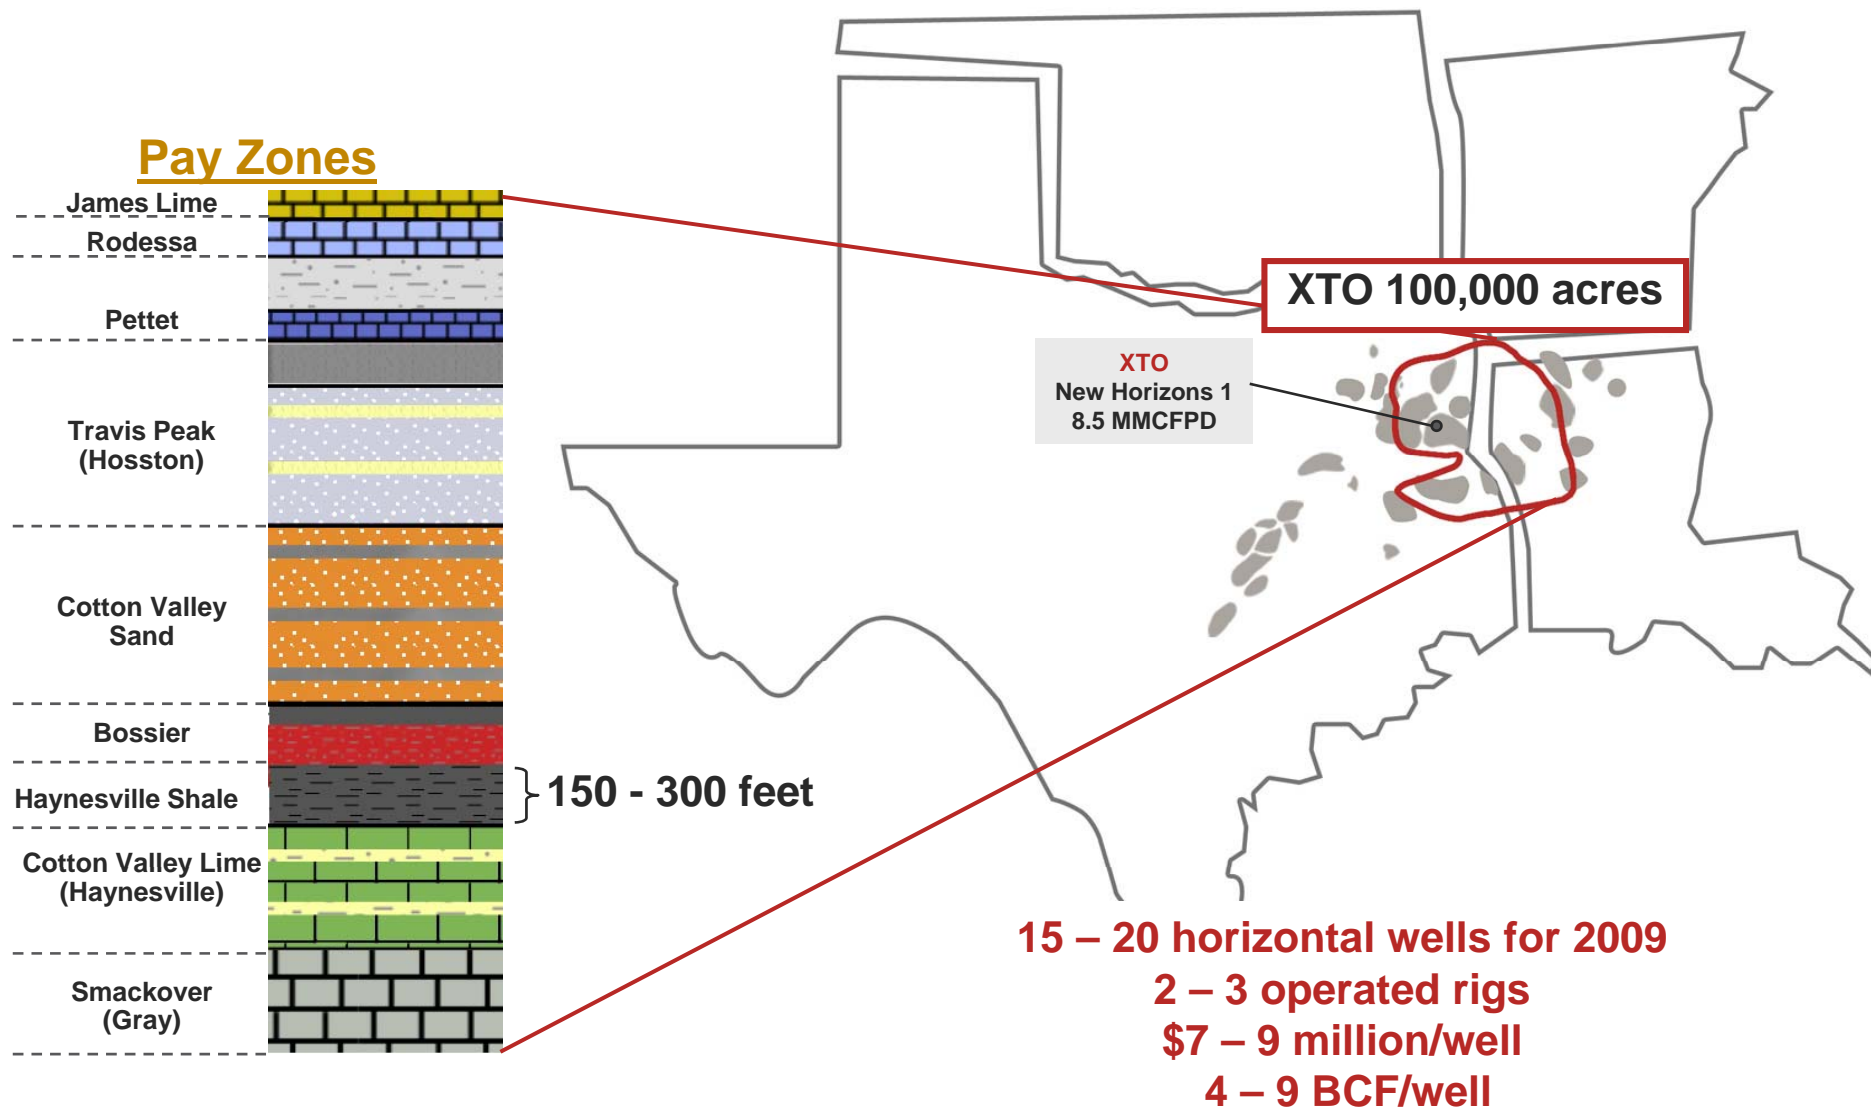 Pay Zones
James Lime
Rodessa
Pettet
Travis Peak
(Hosston)
Cotton Valley
Sand
Bossier
Haynesville Shale
Cotton Valley Lime
(Haynesville)
Smackover
(Gray)
150 - 300 feet
XTO 100,000 acres
XTO
New Horizons 1
8.5 MMCFPD
15 – 20 horizontal wells for 2009
2 – 3 operated rigs
$7 – 9 million/well
4 – 9 BCF/well